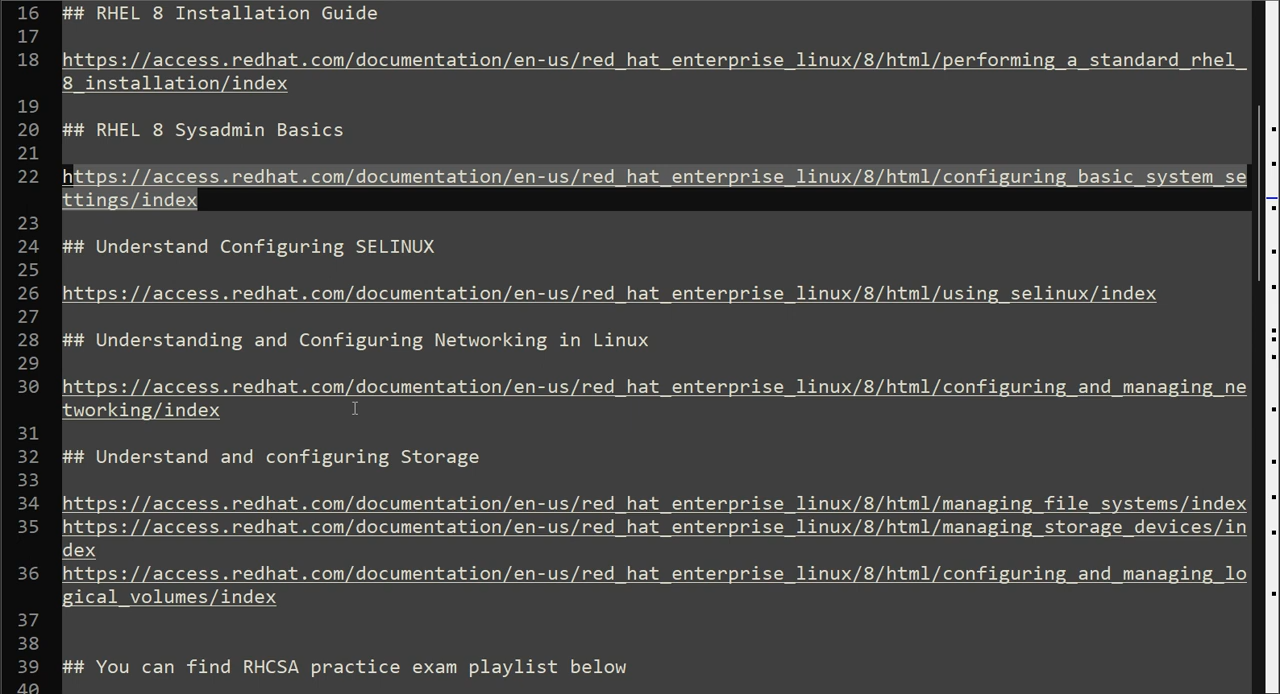 16 ## RHEL 8 Installation Guide
17
18 https://access.redhat.com/documentation/en-us/red_hat_enterprise_linux/8/html/performing_a_standard_rhel_
8_installation/index
19
20 ## RHEL 8 Sysadmin Basics
21
22 https://access.redhat.com/documentation/en-us/red_hat_enterprise_linux/8/html/configuring_basic_system_se
ttings/index
23
24 ## Understand Configuring SELINUX
25
26 https://access.redhat.com/documentation/en-us/red_hat_enterprise_linux/8/html/using_selinux/index
27
28 ## Understanding and Configuring Networking in Linux
29
30 https://access.redhat.com/documentation/en-us/red_hat_enterprise_linux/8/html/configuring_and_managing_ne
tworking/index
31
32 ## Understand and configuring Storage
33
34 https://access.redhat.com/documentation/en-us/red_hat_enterprise_linux/8/html/managing_file_systems/index
35 https://access.redhat.com/documentation/en-us/red_hat_enterprise_linux/8/html/managing_storage_devices/in
dex
36 https://access.redhat.com/documentation/en-us/red_hat_enterprise_linux/8/html/configuring_and_managing_lo
gical_volumes/index
37
38
39 ## You can find RHCSA practice exam playlist below
40